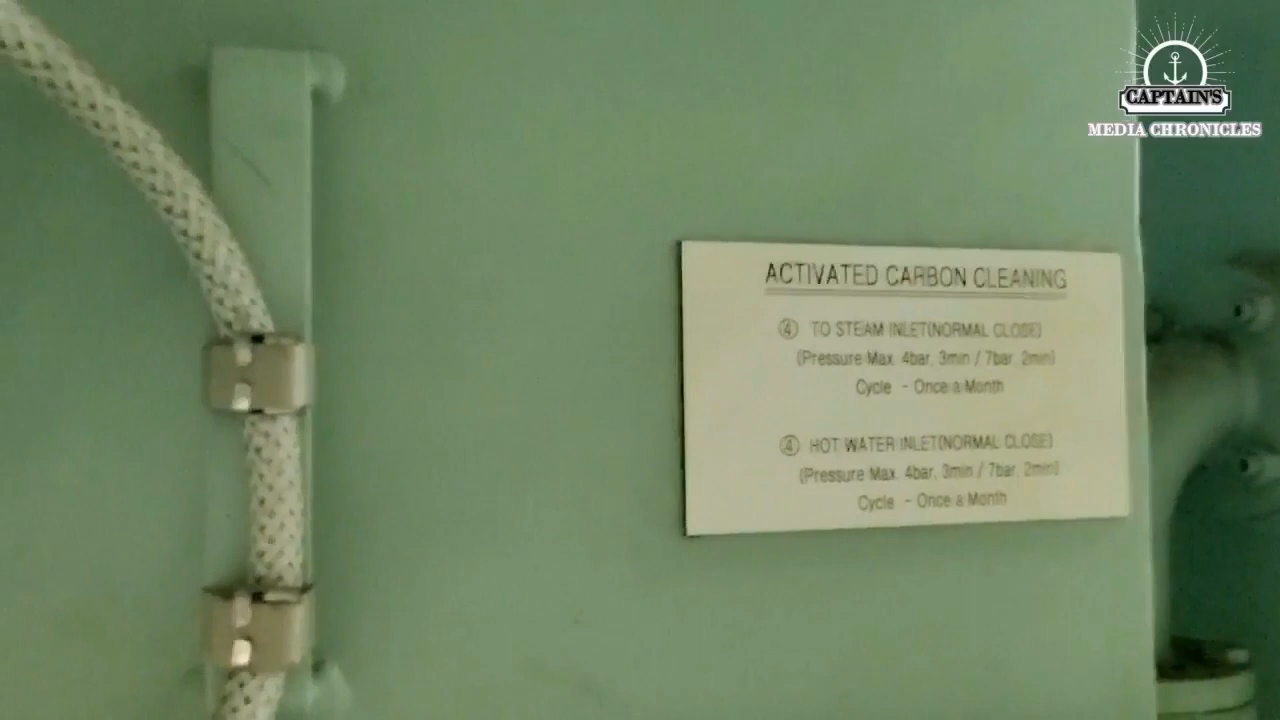 CAPTAIN'S
MEDIA CHRONICLES
ACTIVATED CARBON CLEANING
④ TO STEAM INLET(NORMAL CLOSE)
(Pressure Max. 4bar, 3min / 7bar, 2min)
Cycle - Once a Month
④ HOT WATER INLET(NORMAL CLOSE)
(Pressure Max. 4bar, 3min / 7bar, 2min)
Cycle - Once a Month